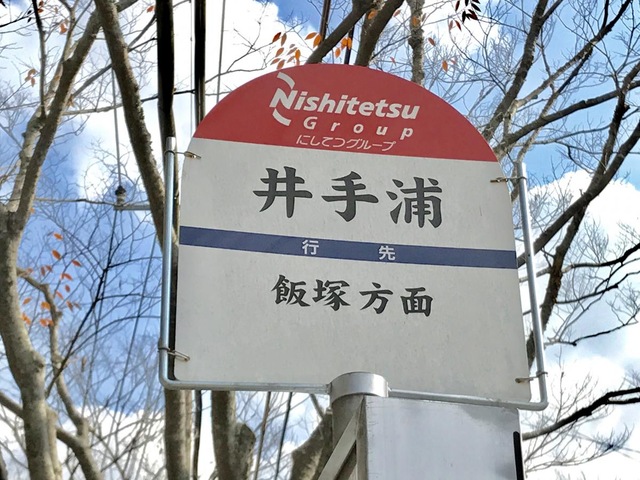 Nishitetsu
Group
にしてつグループ
井手浦
行先
飯塚方面